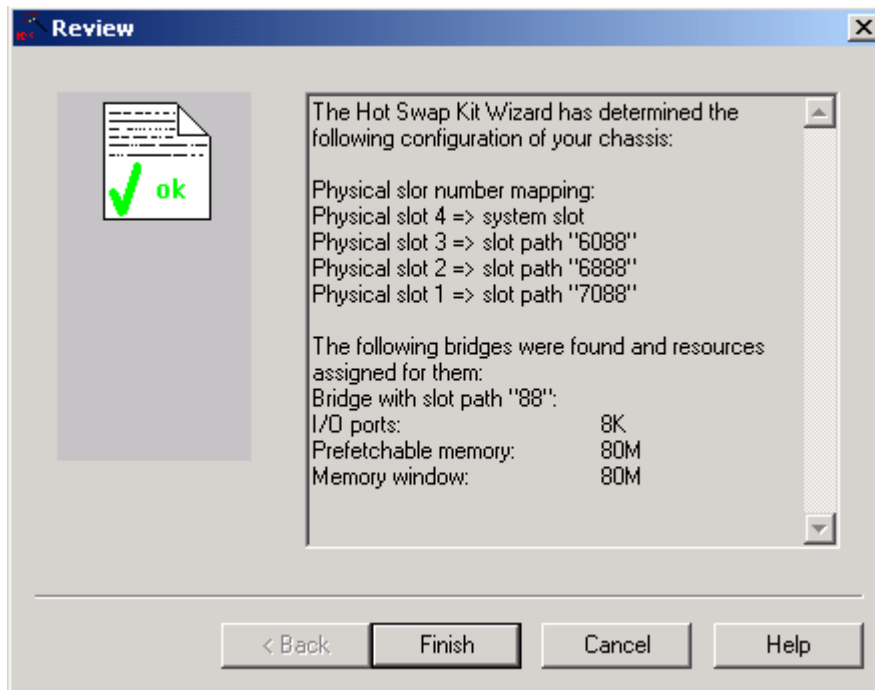 Review
ok
The Hot Swap Kit Wizard has determined the
following configuration of your chassis:
Physical slor number mapping:
Physical slot 4 => system slot
Physical slot 3 => slot path "6088"
Physical slot 2 => slot path "6888"
Physical slot 1 => slot path "7088"
The following bridges were found and resources
assigned for them:
Bridge with slot path "88":
I/O ports: 8K
Prefetchable memory: 80M
Memory window: 80M
< Back Finish Cancel Help